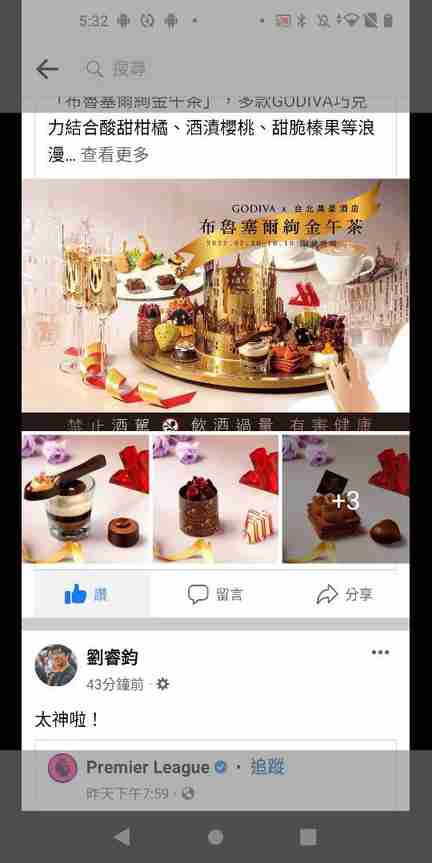 5:32
搜尋
「布魯塞爾絢金午茶」，多款GODIVA巧克
力結合酸甜柑橘、酒漬櫻桃、甜脆榛果等浪
漫... 查看更多
GODIVA x 台北萬豪酒店
布魯塞爾絢金午茶
禁止酒駕 飲酒過量 有害健康
+3
讚 留言 分享
劉睿鈞
43分鐘前
太神啦！
Premier League · 追蹤
昨天下午7:59